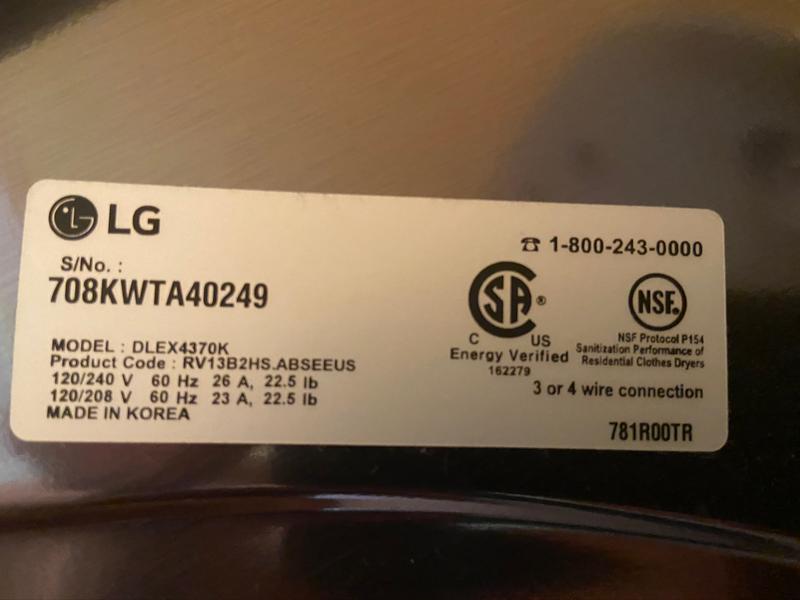 LG
☎ 1-800-243-0000
S/No. :
708KWTA40249
SA ®
C US
Energy Verified
162279
NSF®
NSF Protocol P154
Sanitization Performance of
Residential Clothes Dryers
MODEL : DLEX4370K
Product Code : RV13B2HS.ABSEEUS
120/240 V 60 Hz 26 A, 22.5 lb
120/208 V 60 Hz 23 A, 22.5 lb
MADE IN KOREA
3 or 4 wire connection
781R00TR